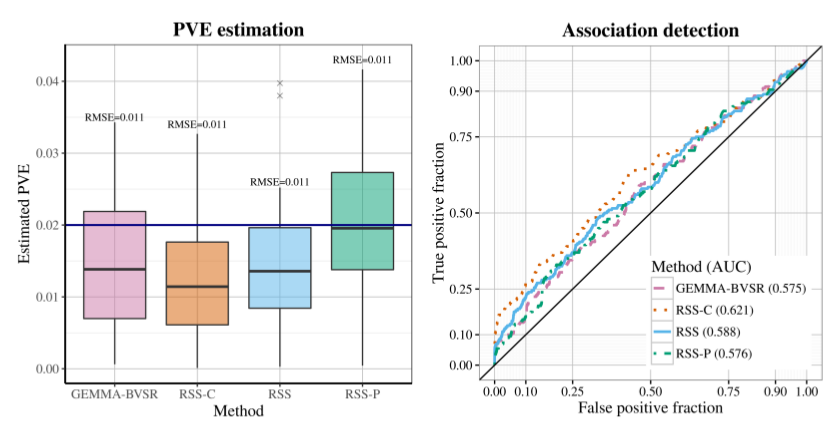 PVE estimation
RMSE=0.011
RMSE=0.011
RMSE=0.011
RMSE=0.011
Estimated PVE
0.04
0.03
0.02
0.01
0.00
GEMMA-BVSR RSS-C RSS RSS-P
Method
Association detection
True positive fraction
1.00
0.90
0.75
0.50
0.25
0.10
0.00
Method (AUC)
GEMMA-BVSR (0.575)
RSS-C (0.621)
RSS (0.588)
RSS-P (0.576)
0.00 0.10 0.25 0.50 0.75 0.90 1.00
False positive fraction